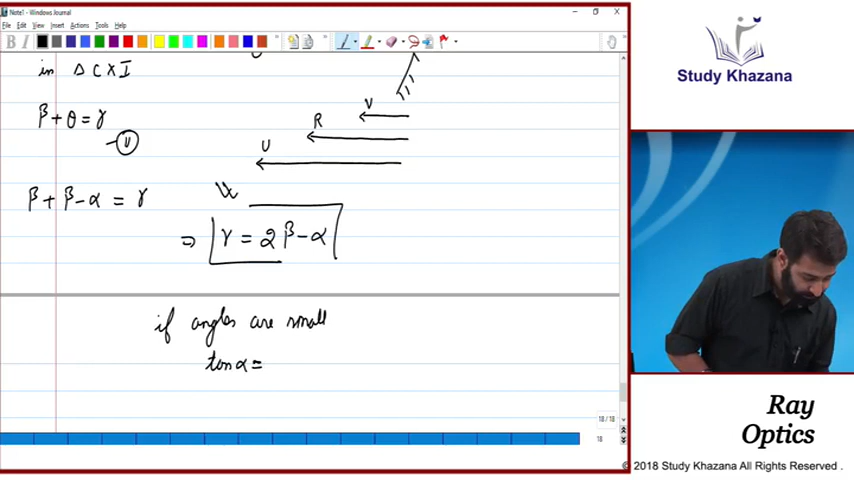 Note1 - Windows Journal
File Edit View Insert Actions Tools Help
B I
Study Khazana
in Δ C X I
β + θ = γ
V
R
U
β + β - α = γ
⇒ γ = 2β - α
if angles are small
tan α =
18 / 18
18
Ray
Optics
© 2018 Study Khazana All Rights Reserved .